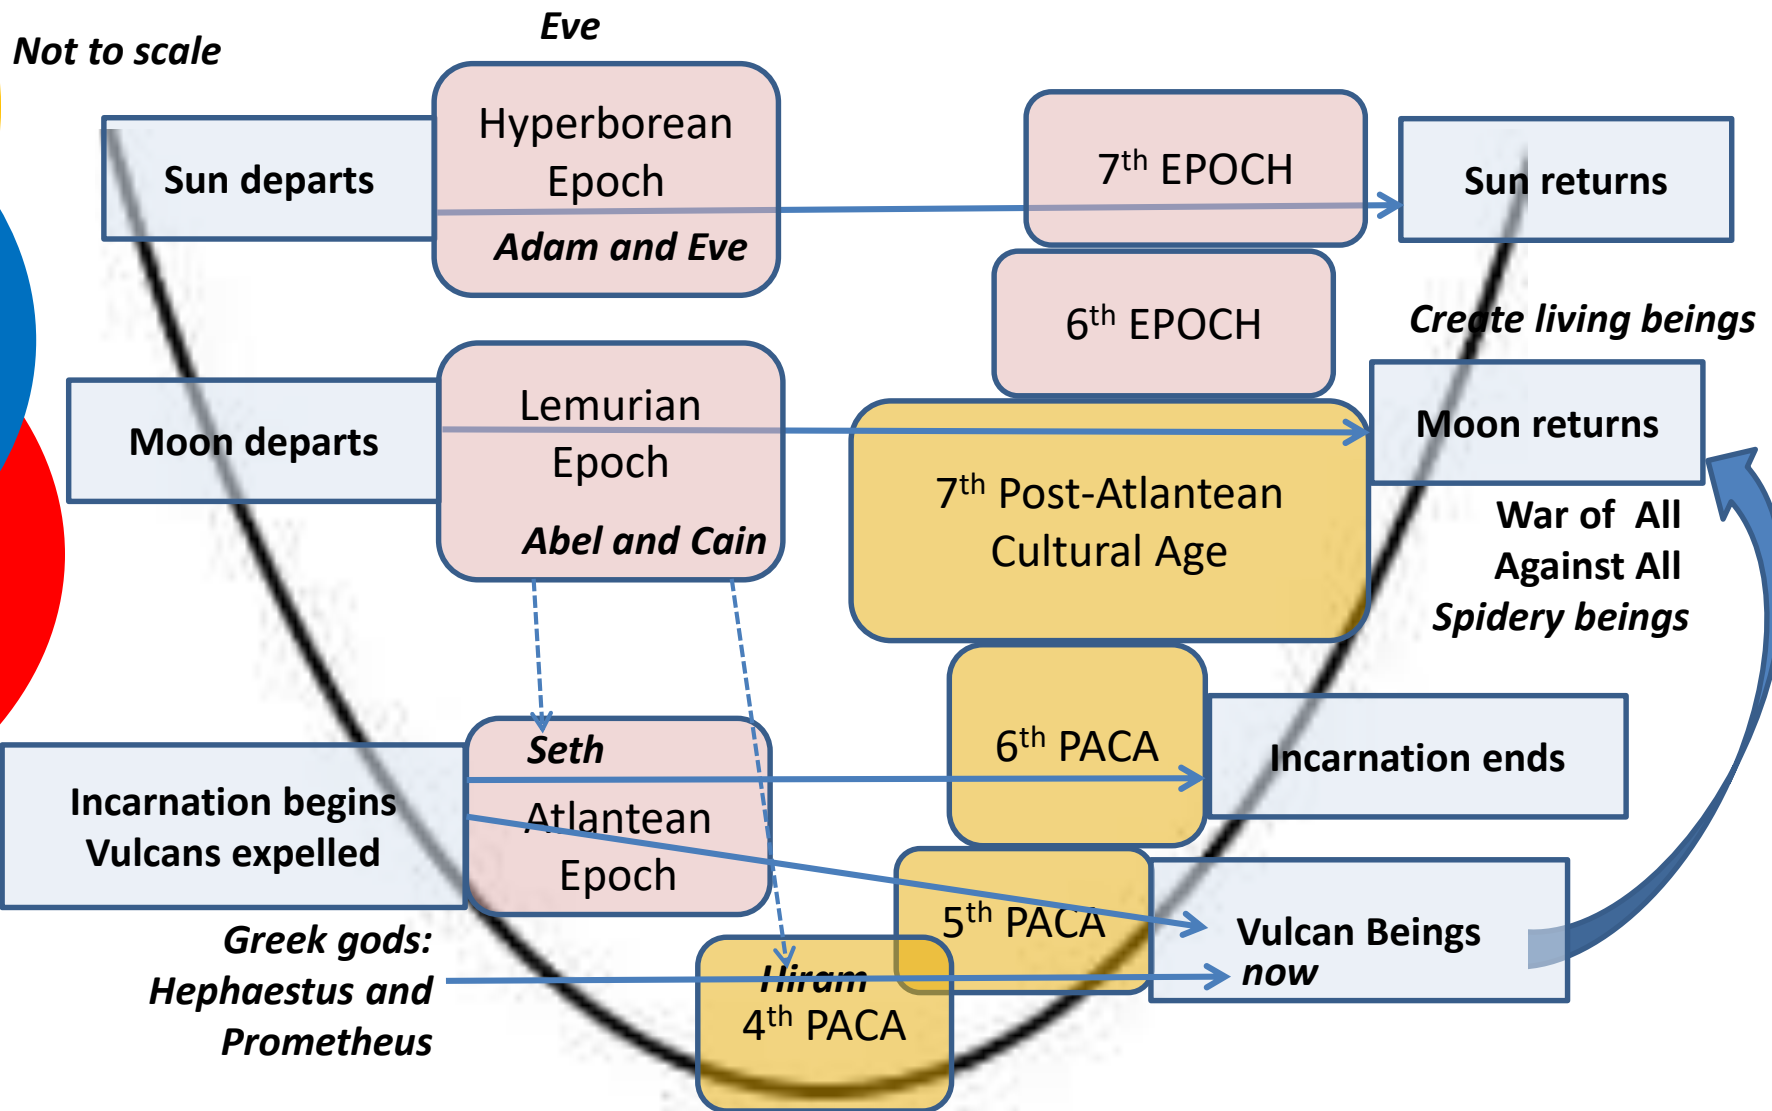 Eve
Not to scale
Sun departs
Hyperborean
Epoch
Adam and Eve
7th EPOCH
Sun returns
6th EPOCH
Create living beings
Moon departs
Lemurian
Epoch
Abel and Cain
7th Post-Atlantean
Cultural Age
Moon returns
War of All
Against All
Spidery beings
Incarnation begins
Vulcans expelled
Seth
Atlantean
Epoch
6th PACA
Incarnation ends
Greek gods:
Hephaestus and
Prometheus
Hiram
4th PACA
5th PACA
Vulcan Beings
now